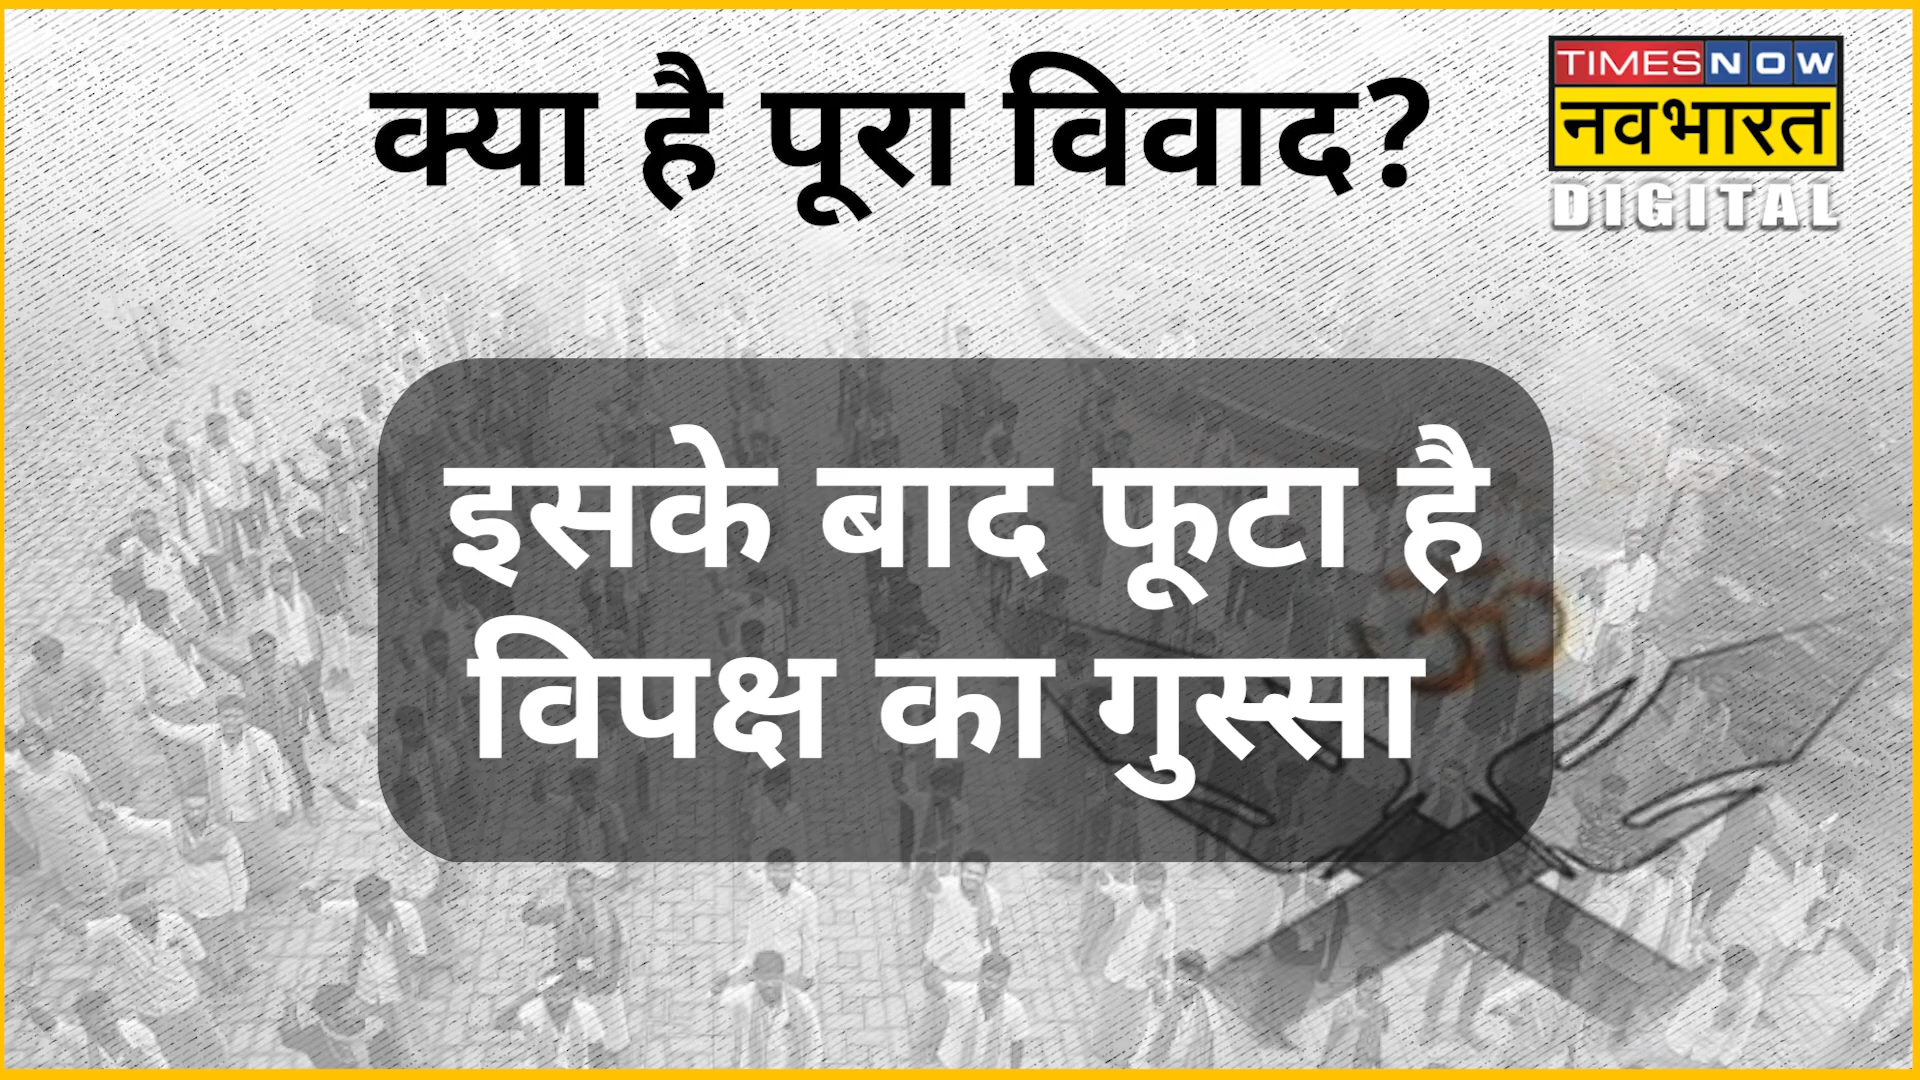 क्या है पूरा विवाद?
TIMES NOW
नवभारत
DIGITAL
इसके बाद फूटा है
विपक्ष का गुस्सा
ॐ